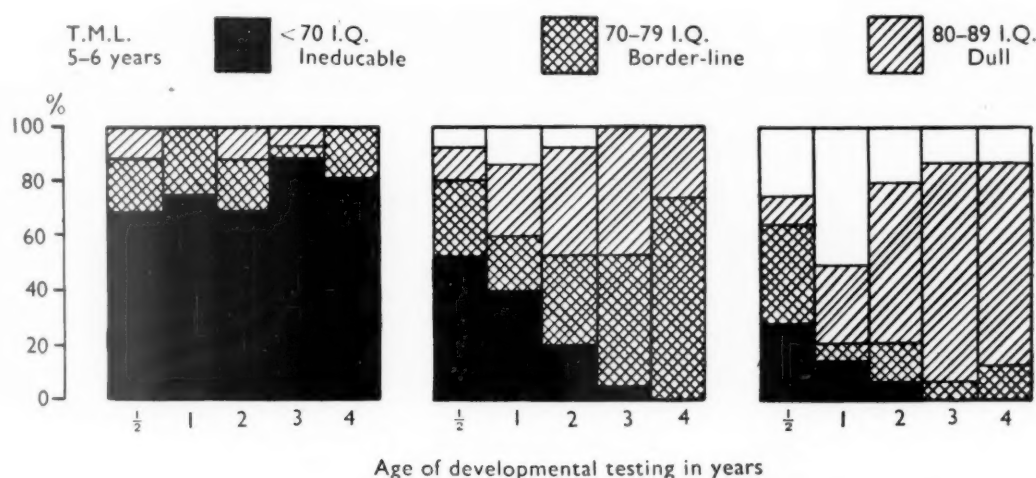 T.M.L.
5–6 years
< 70 I.Q.
Ineducable
70–79 I.Q.
Border-line
80–89 I.Q.
Dull
%
100
80
60
40
20
0
½ 1 2 3 4
½ 1 2 3 4
½ 1 2 3 4
Age of developmental testing in years